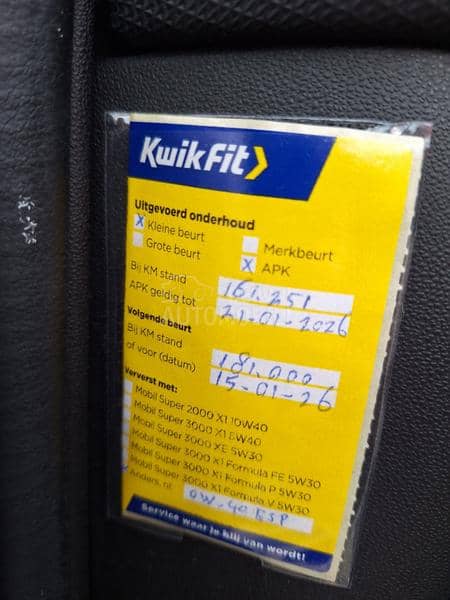 KwikFit
Uitgevoerd onderhoud
X Kleine beurt
Grote beurt
Merkbeurt
X APK
Bij KM stand 161.251
APK geldig tot 21-01-2026
Volgende beurt
Bij KM stand 181.000
of voor (datum) 15-01-26
Ververst met:
Mobil Super 2000 X1 10W40
Mobil Super 3000 X1 5W40
Mobil Super 3000 XE 5W30
Mobil Super 3000 X1 Formula FE 5W30
Mobil Super 3000 X1 Formula P 5W30
Mobil Super 3000 X1 Formula V 5W30
Anders, nl 0W-40 ESP
Service waar je blij van wordt!